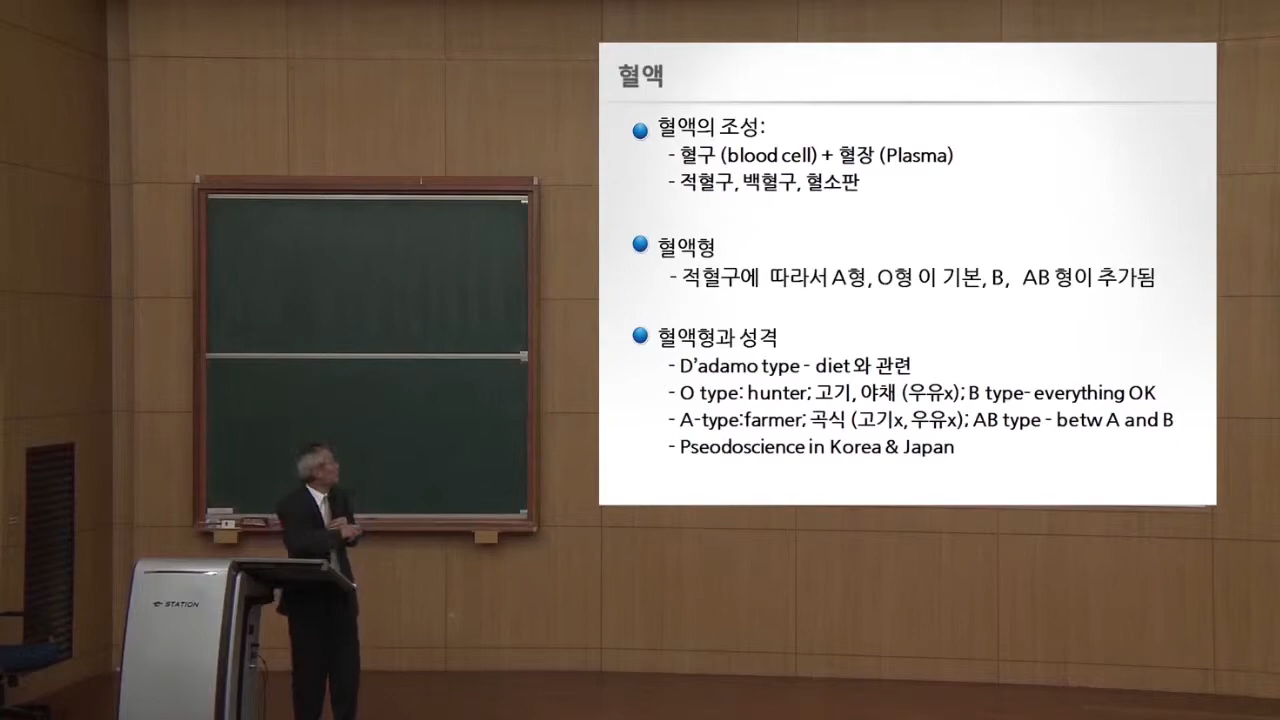 혈액
혈액의 조성:
- 혈구 (blood cell) + 혈장 (Plasma)
- 적혈구, 백혈구, 혈소판
혈액형
- 적혈구에 따라서 A형, O형 이 기본, B, AB 형이 추가됨
혈액형과 성격
- D'adamo type - diet 와 관련
- O type: hunter; 고기, 야채 (우유x); B type- everything OK
- A-type:farmer; 곡식 (고기x, 우유x); AB type - betw A and B
- Pseodoscience in Korea & Japan
STATION